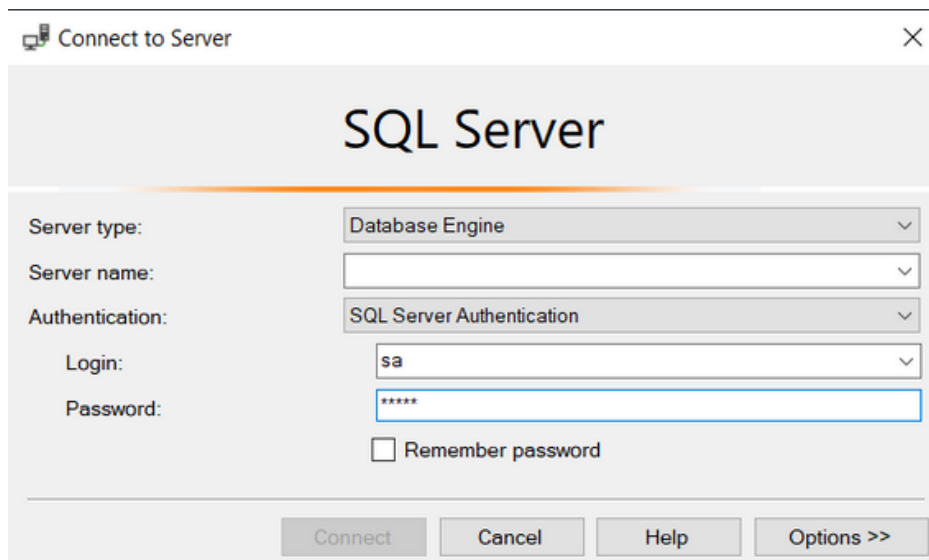 Connect to Server
SQL Server
Server type: Database Engine
Server name:
Authentication: SQL Server Authentication
Login: sa
Password: *****
Remember password
Connect Cancel Help Options >>